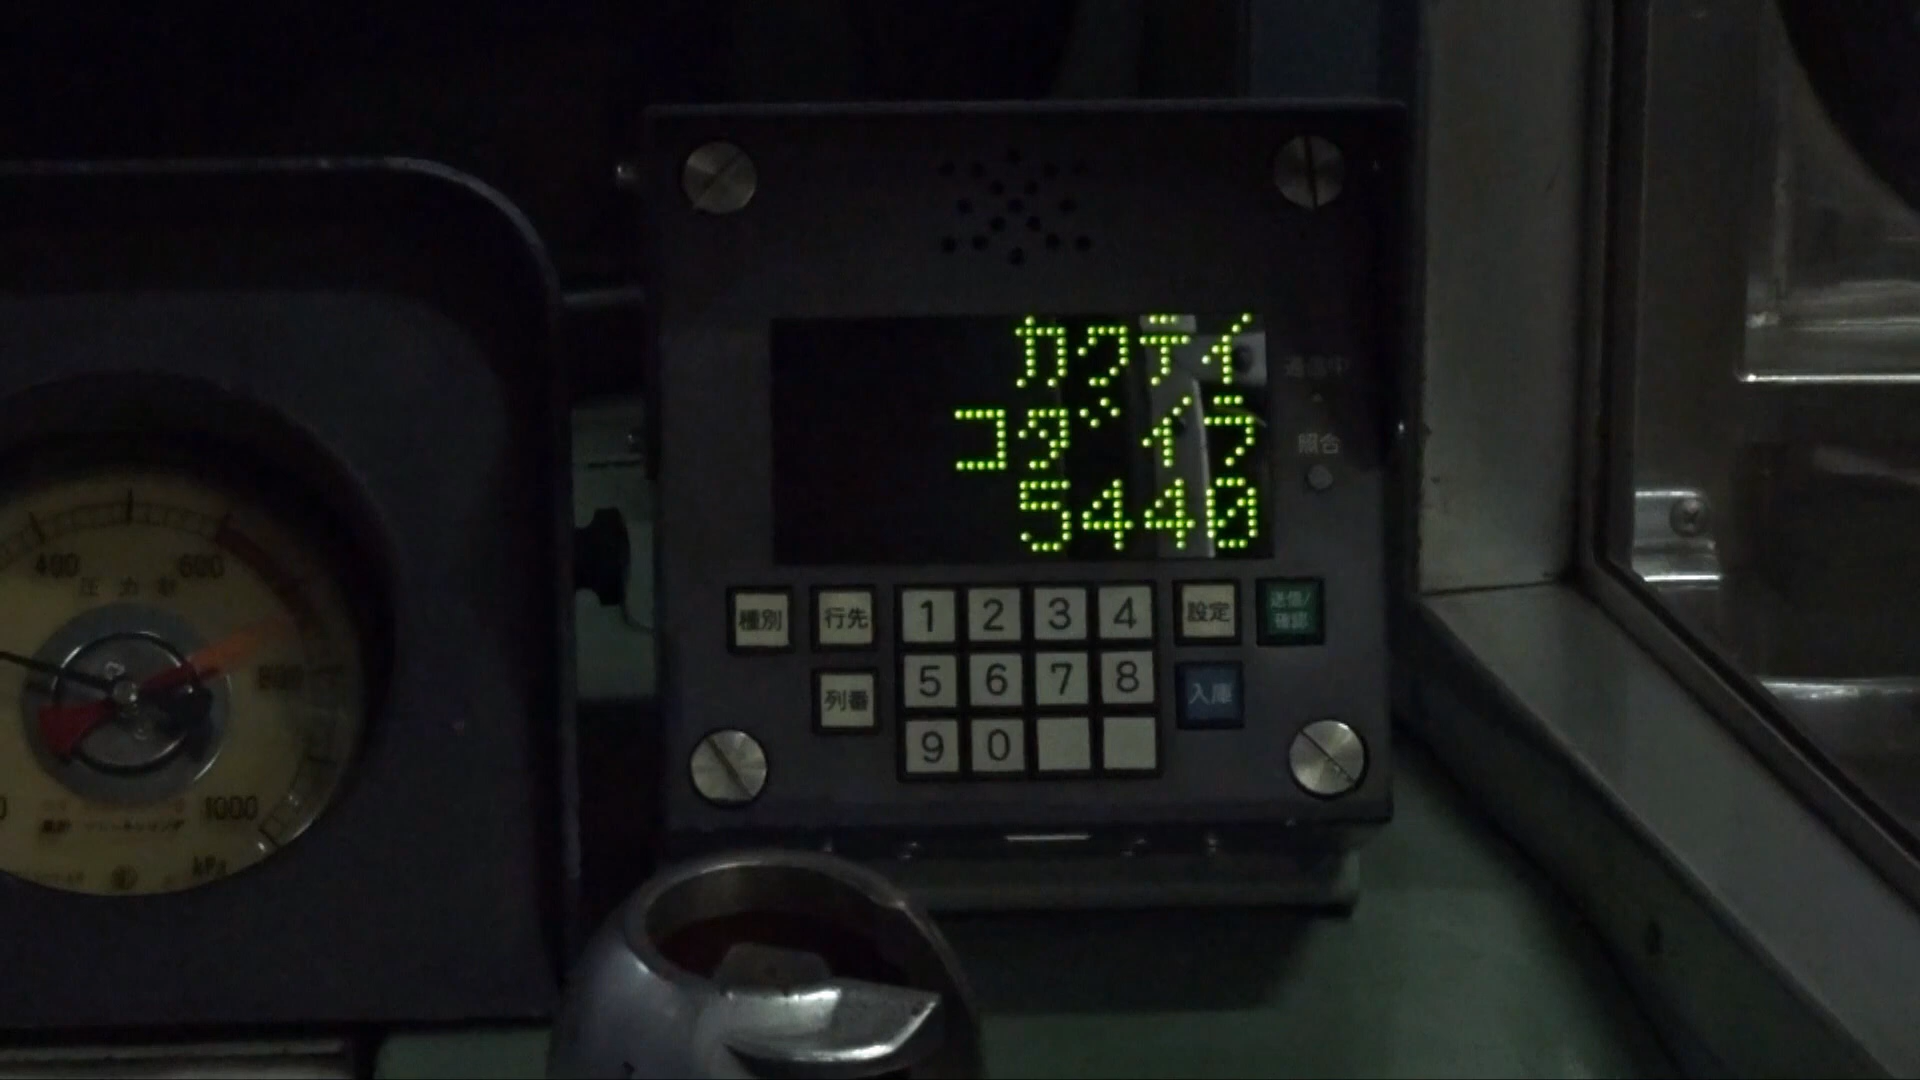 カクテイ
コダイラ
5440
通信中
照合
種別
行先
1 2 3 4
設定
送信/
確認
列番
5 6 7 8
入庫
9 0
400
600
圧力計
800
1000
kPa